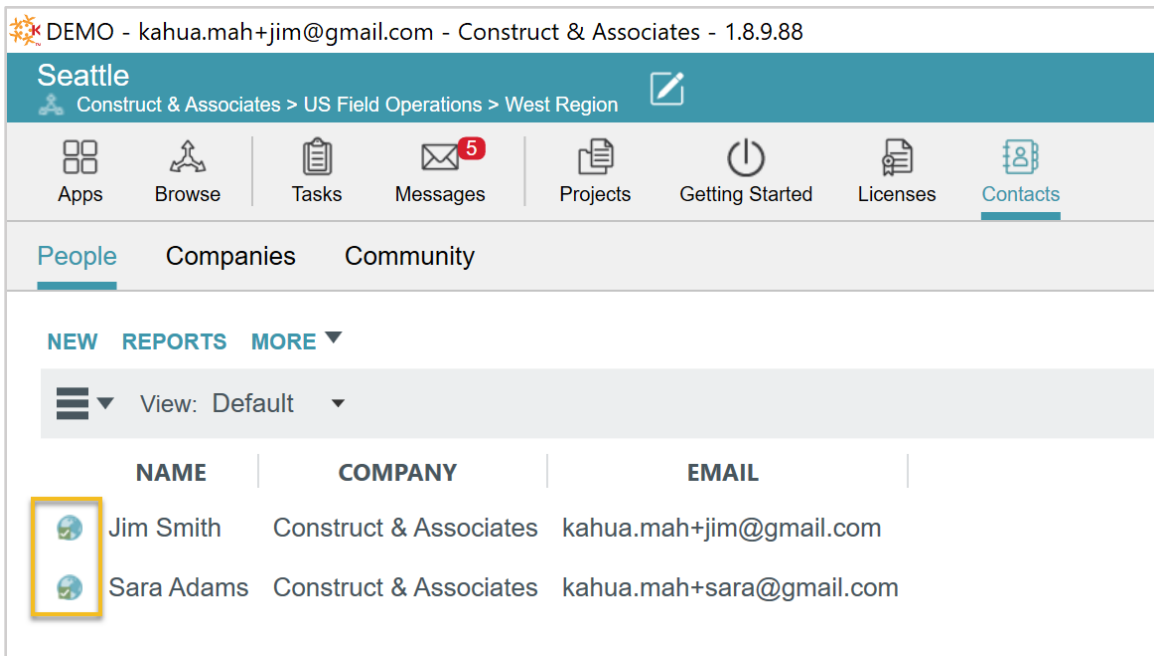 DEMO - kahua.mah+jim@gmail.com - Construct & Associates - 1.8.9.88
Seattle
Construct & Associates > US Field Operations > West Region
5
Apps Browse Tasks Messages Projects Getting Started Licenses Contacts
People Companies Community
NEW REPORTS MORE
View: Default
NAME COMPANY EMAIL
Jim Smith Construct & Associates kahua.mah+jim@gmail.com
Sara Adams Construct & Associates kahua.mah+sara@gmail.com